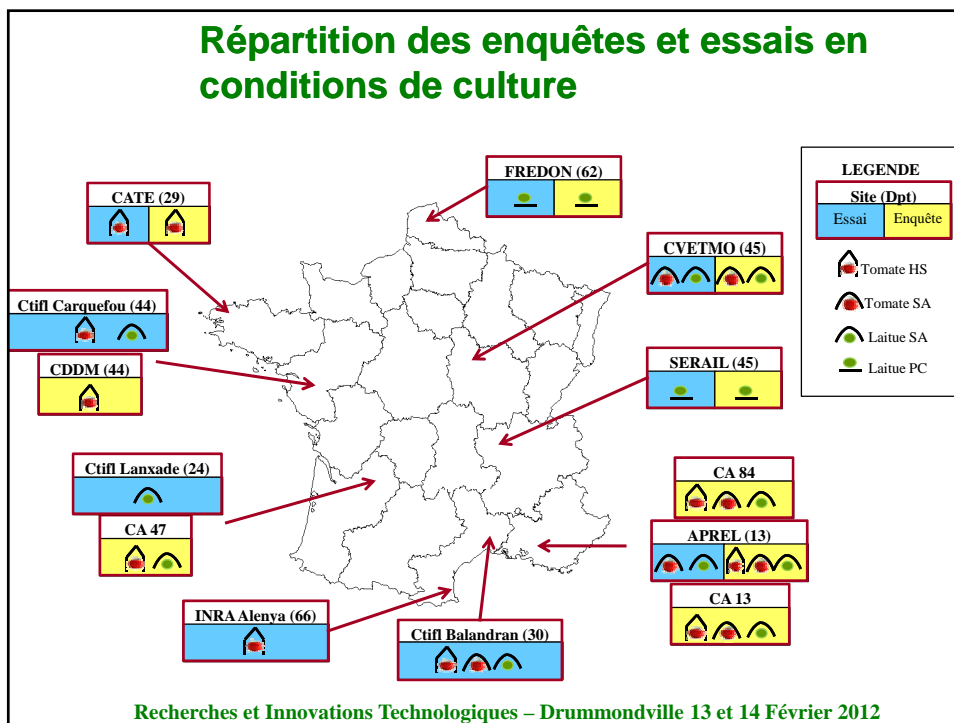 Répartition des enquêtes et essais en
conditions de culture
FREDON (62)
CATE (29)
LEGENDE
Site (Dpt)
Essai Enquête
Tomate HS
Tomate SA
Laitue SA
Laitue PC
CVETMO (45)
Ctifl Carquefou (44)
CDDM (44)
SERAIL (45)
Ctifl Lanxade (24)
CA 47
CA 84
APREL (13)
CA 13
INRA Alenya (66)
Ctifl Balandran (30)
Recherches et Innovations Technologiques – Drummondville 13 et 14 Février 2012